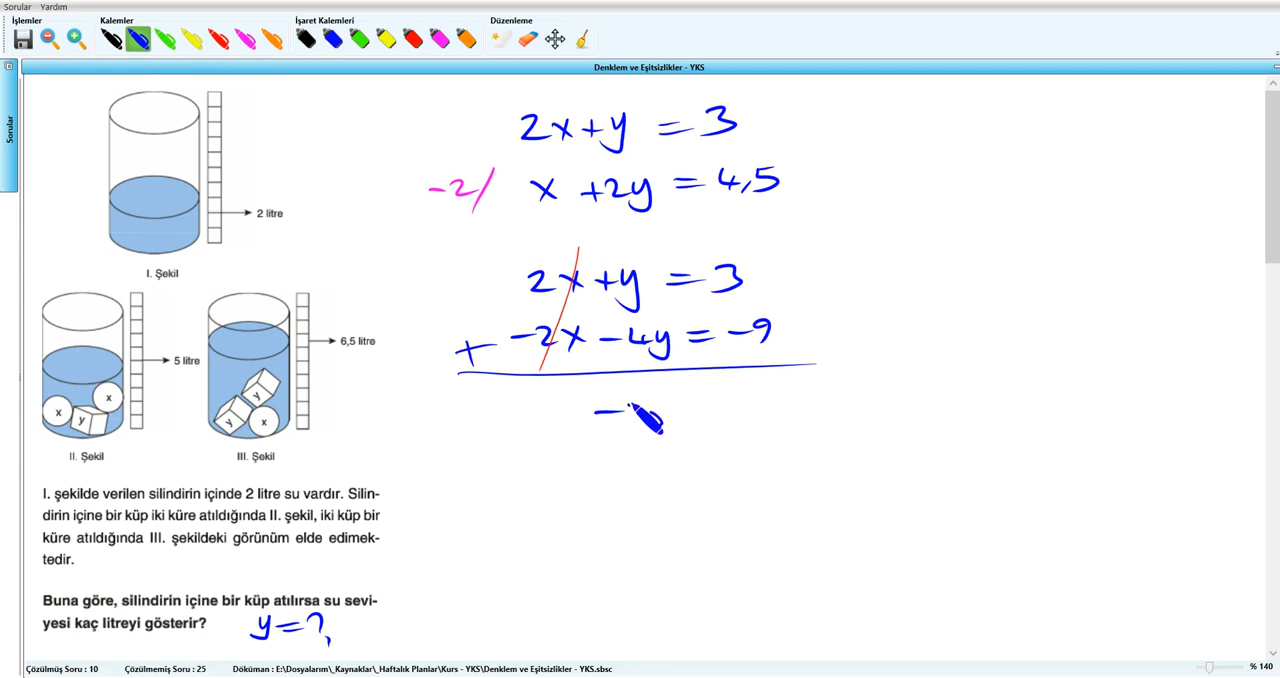 Sorular Yardım
İşlemler Kalemler İşaret Kalemleri Düzenleme
Denklem ve Eşitsizlikler - YKS
Sorular
2 litre
I. Şekil
5 litre
x x y
II. Şekil
6,5 litre
y y x
III. Şekil
I. şekilde verilen silindirin içinde 2 litre su vardır. Silin-
dirin içine bir küp iki küre atıldığında II. şekil, iki küp bir
küre atıldığında III. şekildeki görünüm elde edimek-
tedir.
Buna göre, silindirin içine bir küp atılırsa su sevi-
yesi kaç litreyi gösterir?
y=?
2x+y=3
-2/ x+2y=4,5
2x+y=3
+ -2x-4y=-9
-
Çözülmüş Soru : 10 Çözülmemiş Soru : 25 Döküman : E:\Dosyalarım\_Kaynaklar\_Haftalık Planlar\Kurs - YKS\Denklem ve Eşitsizlikler - YKS.sbsc % 140